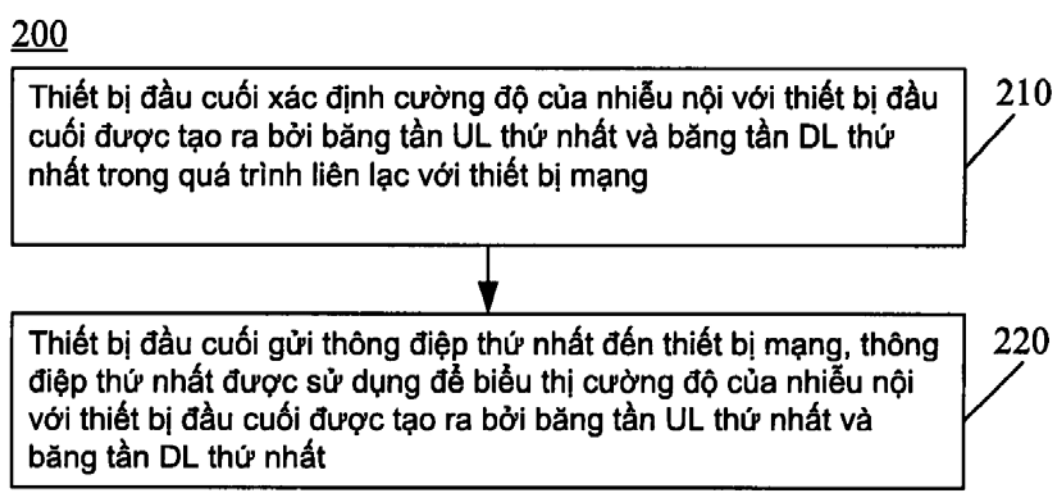 200
Thiết bị đầu cuối xác định cường độ của nhiễu nội với thiết bị đầu
cuối được tạo ra bởi băng tần UL thứ nhất và băng tần DL thứ
nhất trong quá trình liên lạc với thiết bị mạng
210
Thiết bị đầu cuối gửi thông điệp thứ nhất đến thiết bị mạng, thông
điệp thứ nhất được sử dụng để biểu thị cường độ của nhiễu nội
với thiết bị đầu cuối được tạo ra bởi băng tần UL thứ nhất và
băng tần DL thứ nhất
220